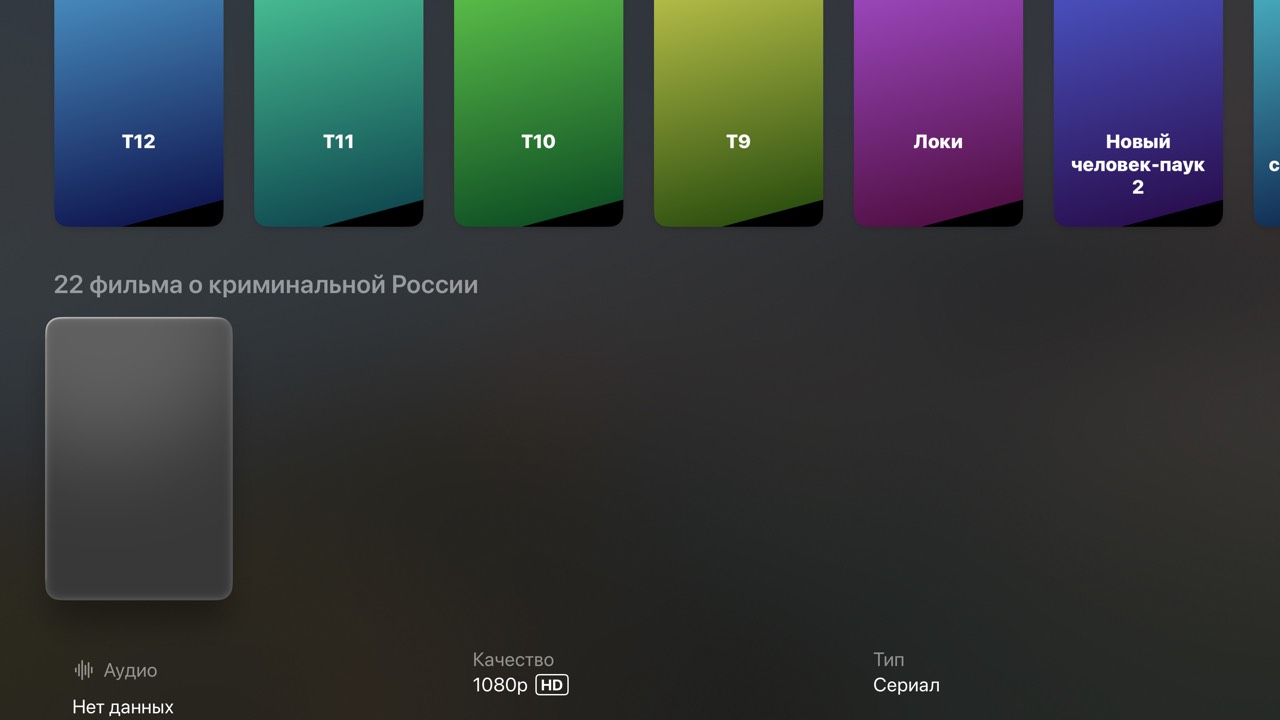 T12
T11
T10
T9
Локи
Новый
человек-паук
2
22 фильма о криминальной России
Аудио
Качество
Тип
1080p HD
Сериал
Нет данных